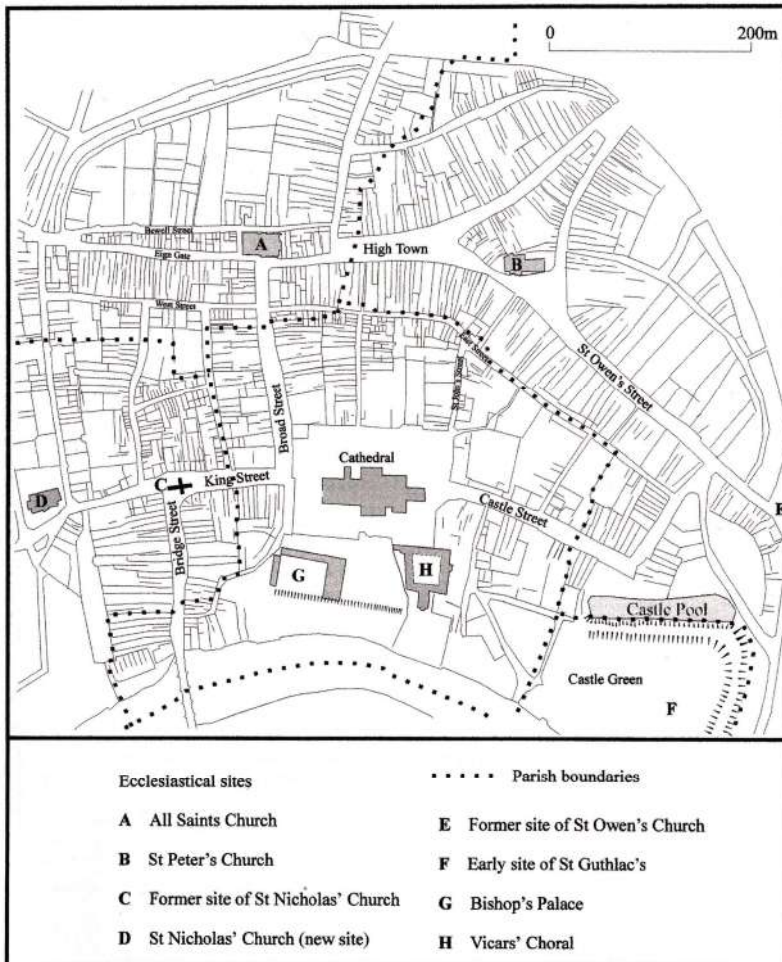 0 200m
Bewell Street
A
Eign Gate
High Town
B
West Street
East Street
St John's Street
St Owen's Street
Broad Street
Cathedral
D
C
King Street
Castle Street
E
Bridge Street
G
H
Castle Pool
Castle Green
F
Ecclesiastical sites
A All Saints Church
B St Peter's Church
C Former site of St Nicholas' Church
D St Nicholas' Church (new site)
Parish boundaries
E Former site of St Owen's Church
F Early site of St Guthlac's
G Bishop's Palace
H Vicars' Choral